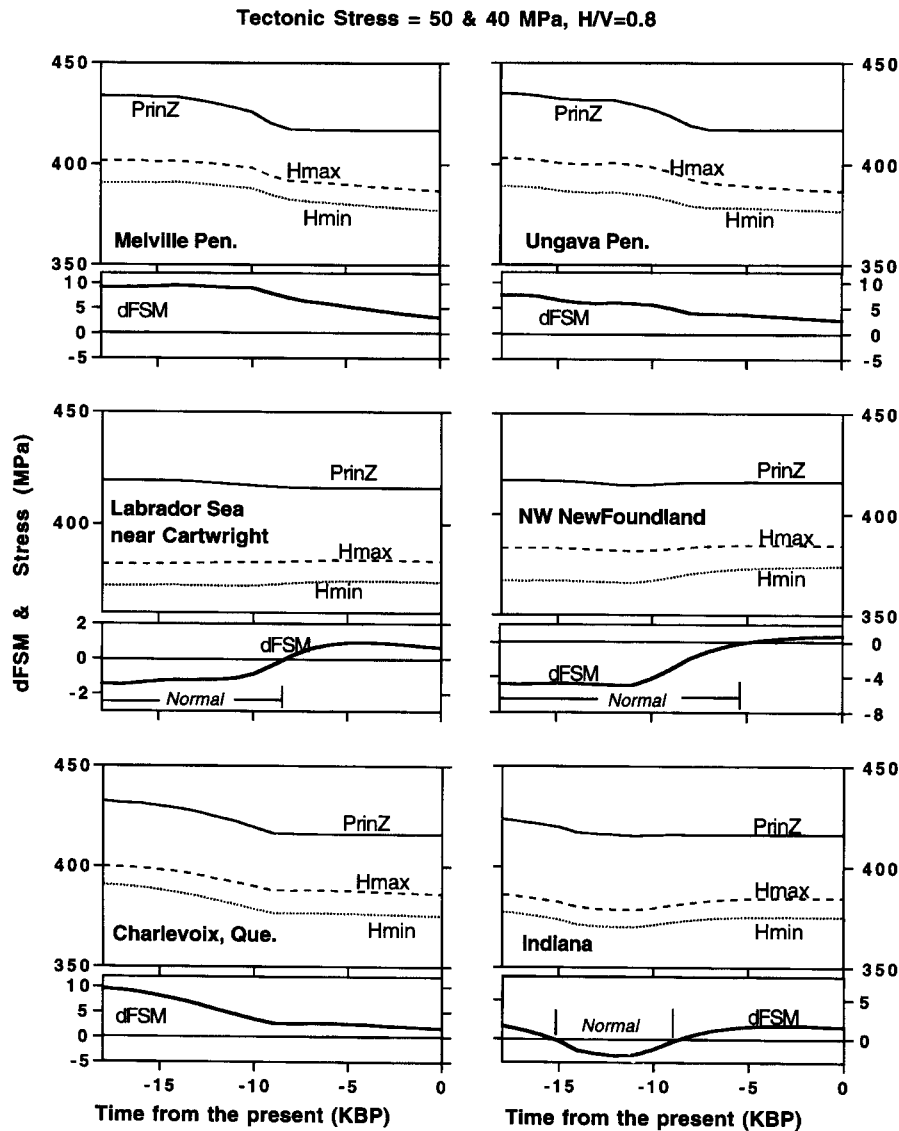 Tectonic Stress = 50 & 40 MPa, H/V=0.8
dFSM & Stress (MPa)
450
400
350
PrinZ
Hmax
Hmin
Melville Pen.
10
5
0
-5
dFSM
PrinZ
Hmax
Hmin
Ungava Pen.
450
400
350
dFSM
10
5
0
-5
450
400
PrinZ
Labrador Sea
near Cartwright
Hmax
Hmin
2
0
-2
dFSM
Normal
PrinZ
NW NewFoundland
Hmax
Hmin
450
400
350
dFSM
Normal
0
-4
-8
450
400
350
PrinZ
Hmax
Hmin
Charlevoix, Que.
10
5
0
-5
dFSM
-15
-10
-5
0
Time from the present (KBP)
PrinZ
Hmax
Hmin
Indiana
450
400
350
Normal
dFSM
5
0
-15
-10
-5
0
Time from the present (KBP)